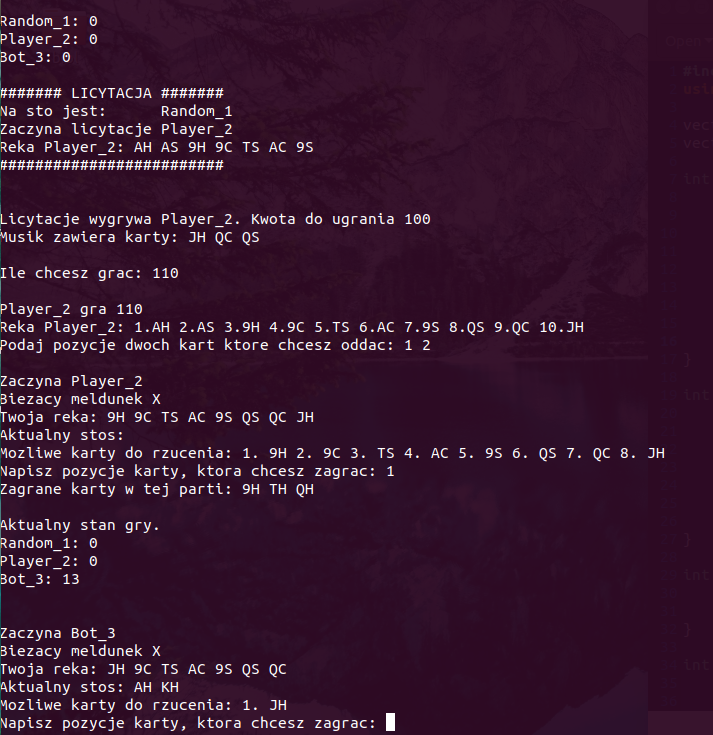 Random_1: 0
Player_2: 0
Bot_3: 0
####### LICYTACJA #######
Na sto jest: Random_1
Zaczyna licytacje Player_2
Reka Player_2: AH AS 9H 9C TS AC 9S
#########################
Licytacje wygrywa Player_2. Kwota do ugrania 100
Musik zawiera karty: JH QC QS
Ile chcesz grac: 110
Player_2 gra 110
Reka Player_2: 1.AH 2.AS 3.9H 4.9C 5.TS 6.AC 7.9S 8.QS 9.QC 10.JH
Podaj pozycje dwoch kart ktore chcesz oddac: 1 2
Zaczyna Player_2
Biezacy meldunek X
Twoja reka: 9H 9C TS AC 9S QS QC JH
Aktualny stos:
Mozliwe karty do rzucenia: 1. 9H 2. 9C 3. TS 4. AC 5. 9S 6. QS 7. QC 8. JH
Napisz pozycje karty, ktora chcesz zagrac: 1
Zagrane karty w tej parti: 9H TH QH
Aktualny stan gry.
Random_1: 0
Player_2: 0
Bot_3: 13
Zaczyna Bot_3
Biezacy meldunek X
Twoja reka: JH 9C TS AC 9S QS QC
Aktualny stos: AH KH
Mozliwe karty do rzucenia: 1. JH
Napisz pozycje karty, ktora chcesz zagrac: